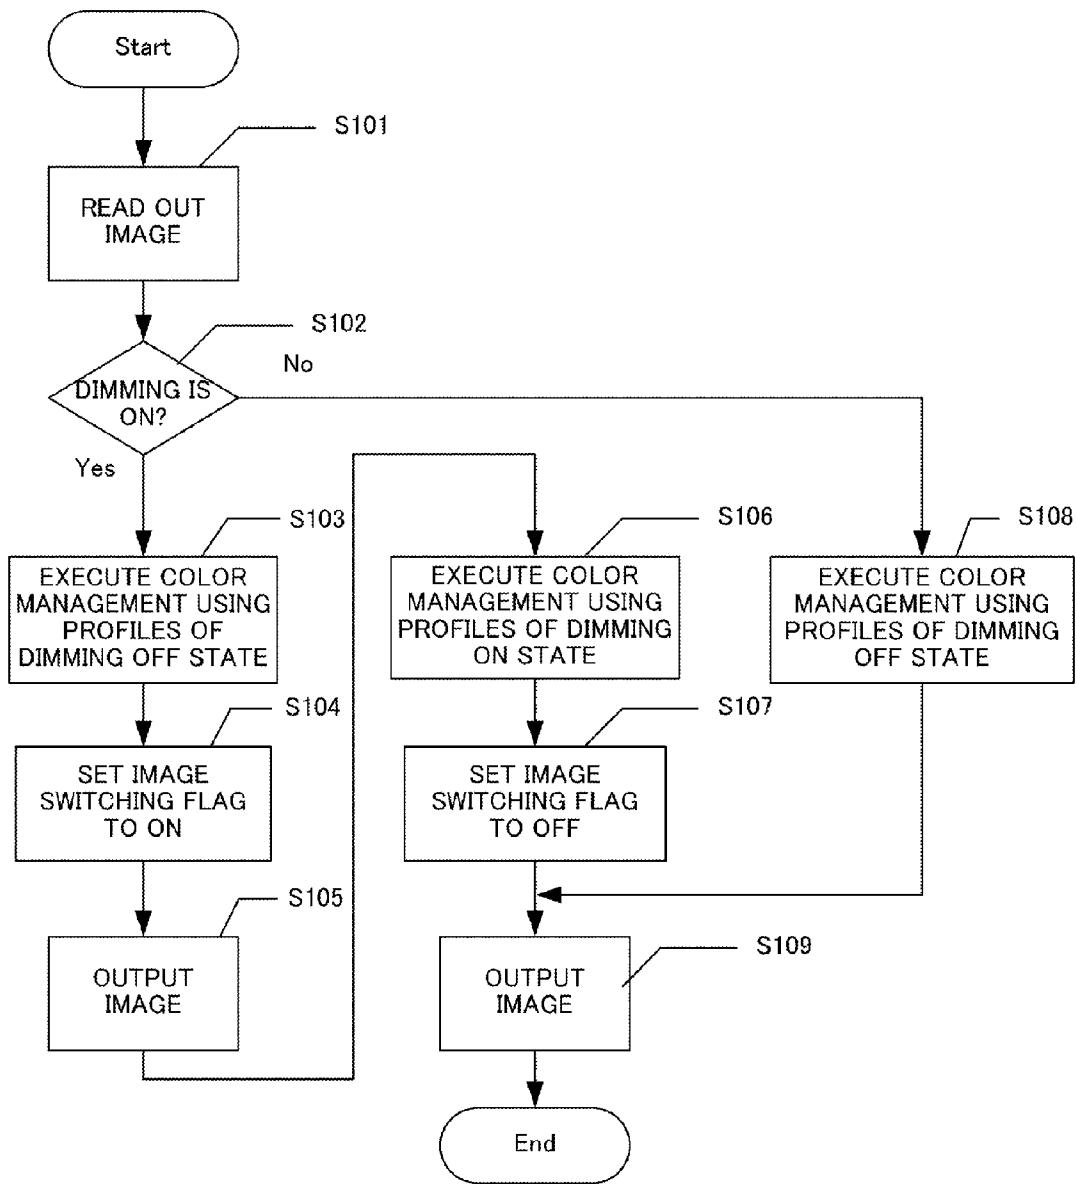 Start
S101
READ OUT
IMAGE
S102
DIMMING IS
ON?
No
Yes
S103
EXECUTE COLOR
MANAGEMENT USING
PROFILES OF
DIMMING OFF STATE
S104
SET IMAGE
SWITCHING FLAG
TO ON
S105
OUTPUT
IMAGE
S106
EXECUTE COLOR
MANAGEMENT USING
PROFILES OF DIMMING
ON STATE
S107
SET IMAGE
SWITCHING FLAG
TO OFF
S108
EXECUTE COLOR
MANAGEMENT USING
PROFILES OF DIMMING
OFF STATE
S109
OUTPUT
IMAGE
End